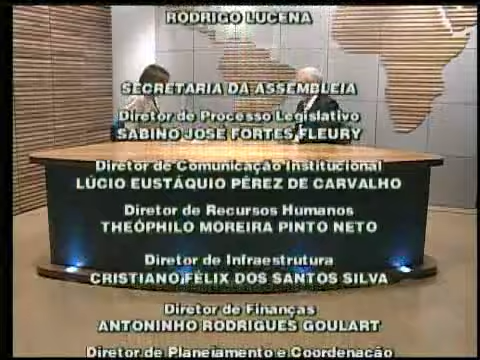 RODRIGO LUCENA
SECRETARIA DA ASSEMBLEIA
Diretor de Processo Legislativo
SABINO JOSÉ FORTES FLEURY
Diretor de Comunicação Institucional
LÚCIO EUSTÁQUIO PÉREZ DE CARVALHO
Diretor de Recursos Humanos
THEÓPHILO MOREIRA PINTO NETO
Diretor de Infraestrutura
CRISTIANO FÉLIX DOS SANTOS SILVA
Diretor de Finanças
ANTONINHO RODRIGUES GOULART
Diretor de Planejamento e Coordenação